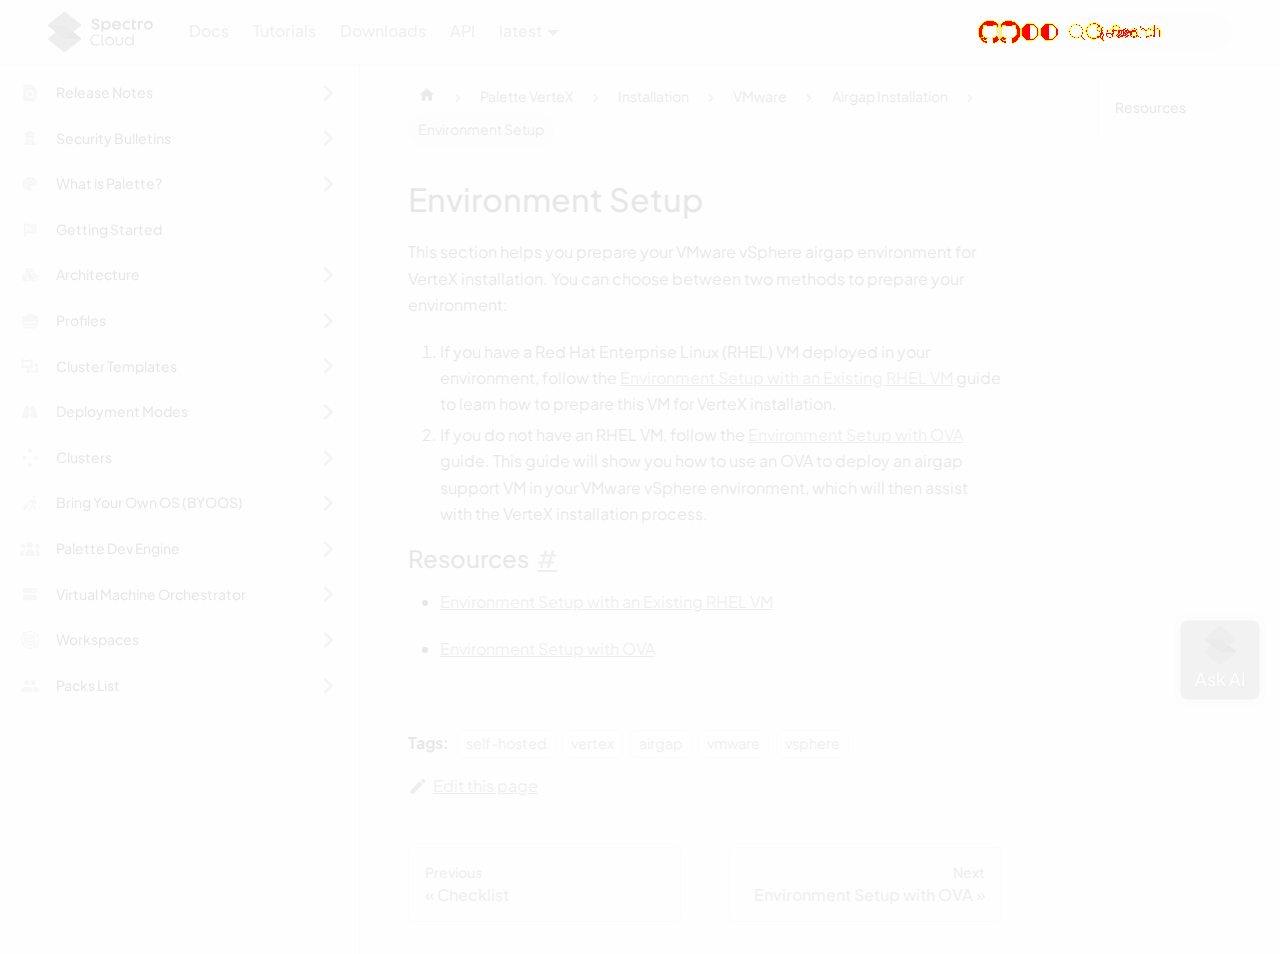 Spectro
Cloud
Docs
Tutorials
Downloads
API
latest
Search
Release Notes
Security Bulletins
What is Palette?
Getting Started
Architecture
Profiles
Cluster Templates
Deployment Modes
Clusters
Bring Your Own OS (BYOOS)
Palette Dev Engine
Virtual Machine Orchestrator
Workspaces
Packs List
Palette VerteX
Installation
VMware
Airgap Installation
Environment Setup
Environment Setup
This section helps you prepare your VMware vSphere airgap environment for
VerteX installation. You can choose between two methods to prepare your
environment:
1. If you have a Red Hat Enterprise Linux (RHEL) VM deployed in your
environment, follow the Environment Setup with an Existing RHEL VM guide
to learn how to prepare this VM for VerteX installation.
2. If you do not have an RHEL VM, follow the Environment Setup with OVA
guide. This guide will show you how to use an OVA to deploy an airgap
support VM in your VMware vSphere environment, which will then assist
with the VerteX installation process.
Resources #
• Environment Setup with an Existing RHEL VM
• Environment Setup with OVA
Tags: self-hosted vertex airgap vmware vsphere
Edit this page
Previous
« Checklist
Next
Environment Setup with OVA »
Resources
Ask AI